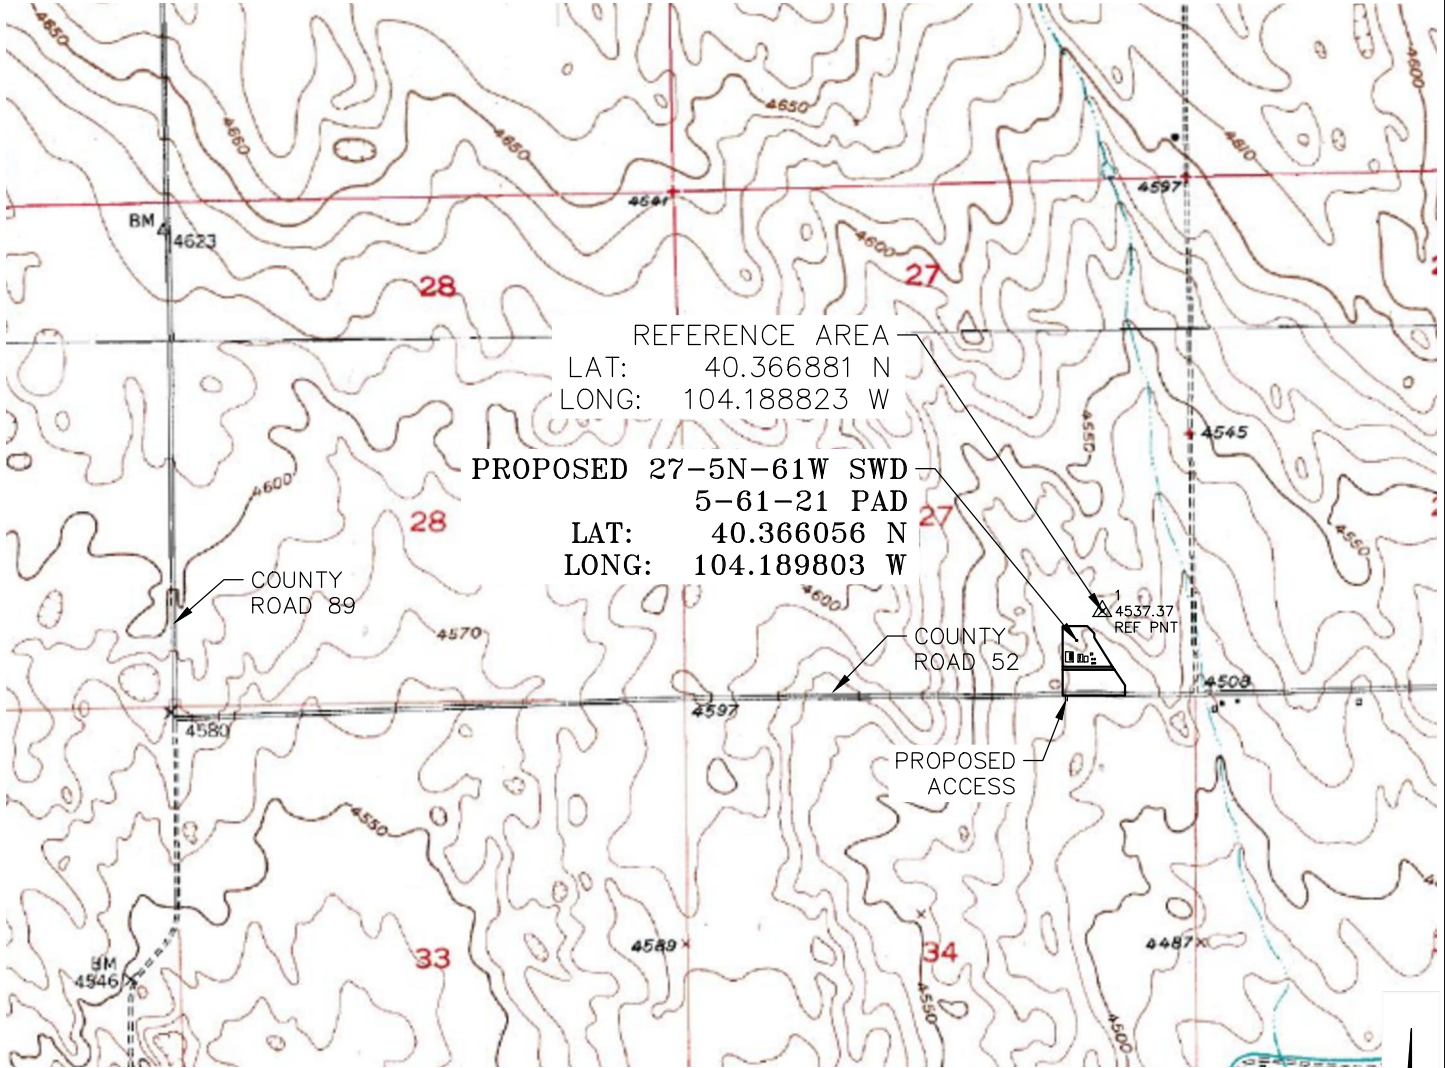 4650
4660
4650
4650
4610
4600
4597
4641
BM
4623
4600
28
27
REFERENCE AREA
LAT: 40.366881 N
LONG: 104.188823 W
4550
4545
PROPOSED 27-5N-61W SWD
5-61-21 PAD
LAT: 40.366056 N
LONG: 104.189803 W
4600
28
27
4550
COUNTY
ROAD 89
4600
1
4537.37
REF PNT
4570
COUNTY
ROAD 52
4508
4597
4580
PROPOSED
ACCESS
4550
33
4589
34
4487
BM
4546
4550
4500